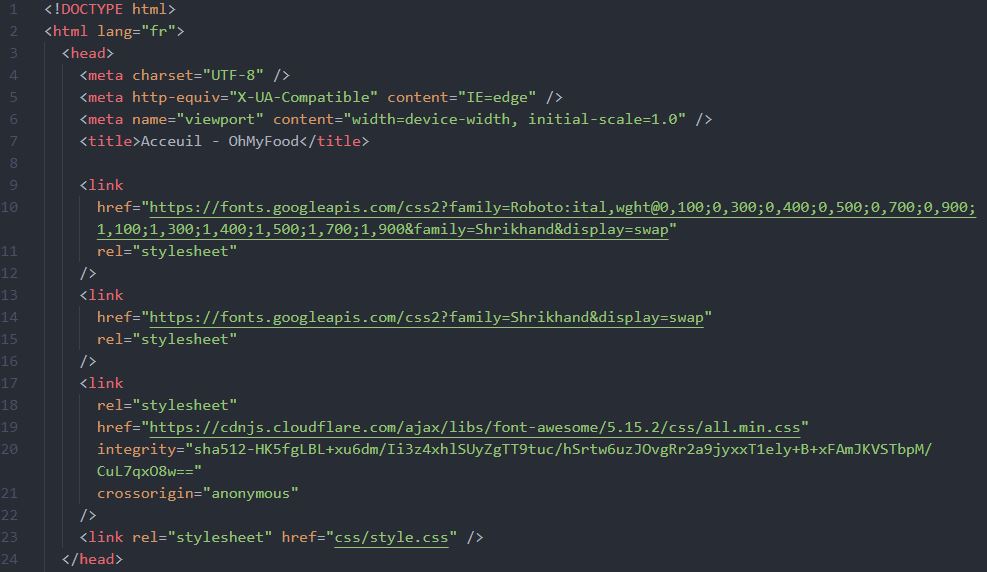 1 <!DOCTYPE html>
2 <html lang="fr">
3 <head>
4 <meta charset="UTF-8" />
5 <meta http-equiv="X-UA-Compatible" content="IE=edge" />
6 <meta name="viewport" content="width=device-width, initial-scale=1.0" />
7 <title>Acceuil - OhMyFood</title>
8
9 <link
10 href="https://fonts.googleapis.com/css2?family=Roboto:ital,wght@0,100;0,300;0,400;0,500;0,700;0,900;
1,100;1,300;1,400;1,500;1,700;1,900&family=Shrikhand&display=swap"
11 rel="stylesheet"
12 />
13 <link
14 href="https://fonts.googleapis.com/css2?family=Shrikhand&display=swap"
15 rel="stylesheet"
16 />
17 <link
18 rel="stylesheet"
19 href="https://cdnjs.cloudflare.com/ajax/libs/font-awesome/5.15.2/css/all.min.css"
20 integrity="sha512-HK5fgLBL+xu6dm/Ii3z4xhlSUyZgTT9tuc/hSrtw6uzJOvgRr2a9jyxxT1ely+B+xFAmJKVSTbpM/
CuL7qxO8w=="
21 crossorigin="anonymous"
22 />
23 <link rel="stylesheet" href="css/style.css" />
24 </head>